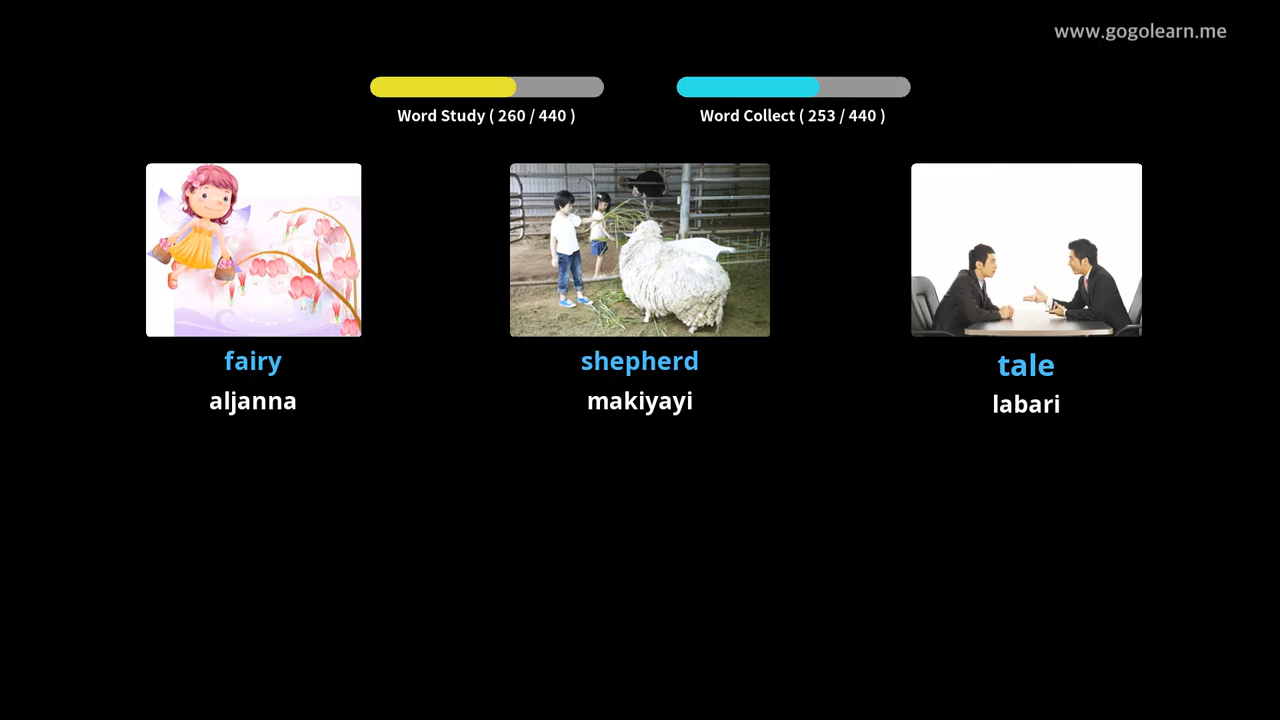 www.gogolearn.me
Word Study ( 260 / 440 )
Word Collect ( 253 / 440 )
fairy
aljanna
shepherd
makiyayi
tale
labari